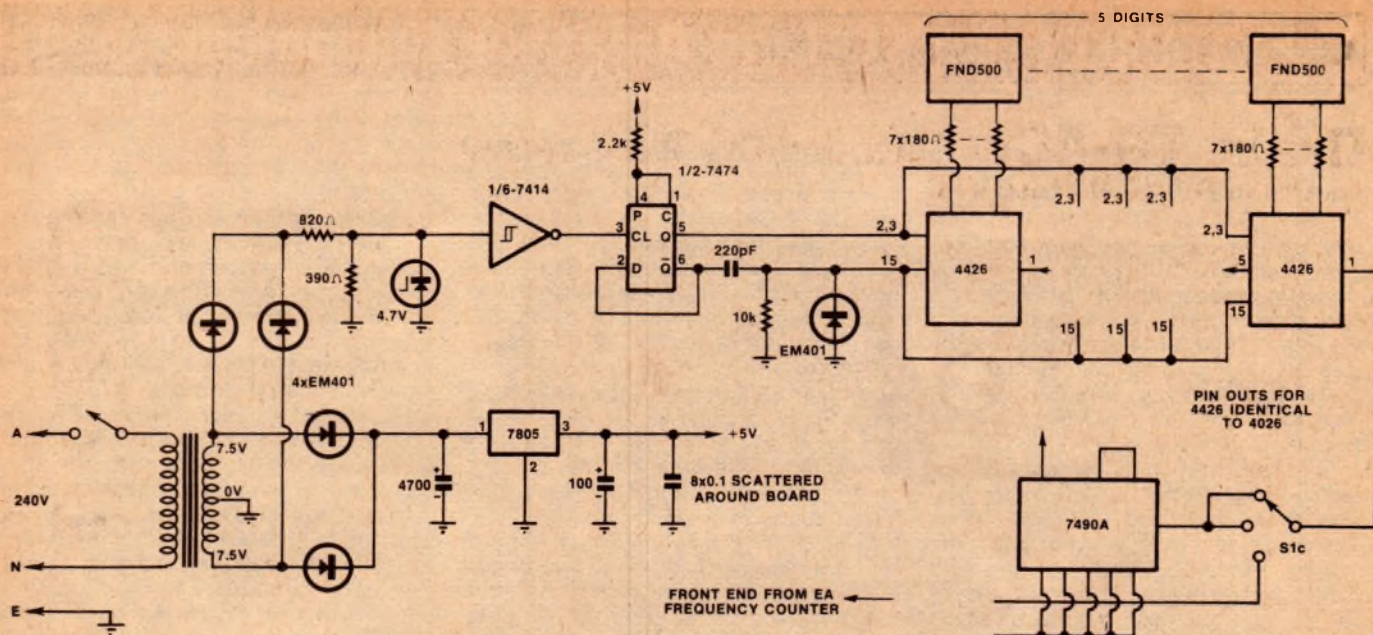 5 DIGITS
FND500
FND500
7x180Ω
7x180Ω
+5V
2.2k
1/2-7474
1/6-7414
4
1
P
C
3
CL
Q
5
2
D
Q̅
6
820Ω
390Ω
4.7V
220pF
10k
EM401
2,3
15
4426
1
2,3
2,3
2,3
15
15
15
2,3
5
15
4426
1
4xEM401
PIN OUTS FOR
4426 IDENTICAL
TO 4026
A
240V
N
E
7.5V
0V
7.5V
4700
+
-
1
7805
3
2
100
+
-
+5V
8x0.1 SCATTERED
AROUND BOARD
7490A
S1c
FRONT END FROM EA
FREQUENCY COUNTER